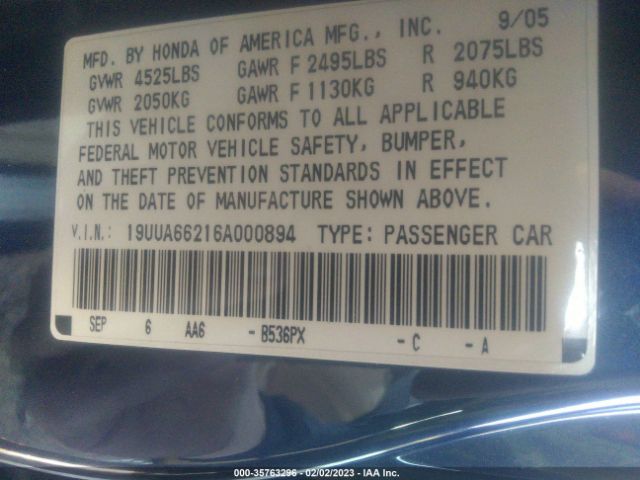 MFD. BY HONDA OF AMERICA MFG., INC. 9/05
GVWR 4525LBS GAWR F 2495LBS R 2075LBS
GVWR 2050KG GAWR F 1130KG R 940KG
THIS VEHICLE CONFORMS TO ALL APPLICABLE
FEDERAL MOTOR VEHICLE SAFETY, BUMPER,
AND THEFT PREVENTION STANDARDS IN EFFECT
ON THE DATE OF MANUFACTURE SHOWN ABOVE.
V.I.N.: 19UUA66216A000894 TYPE: PASSENGER CAR
SEP 6 AA6 - B536PX - C - A
000-35763296 - 02/02/2023 - IAA Inc.